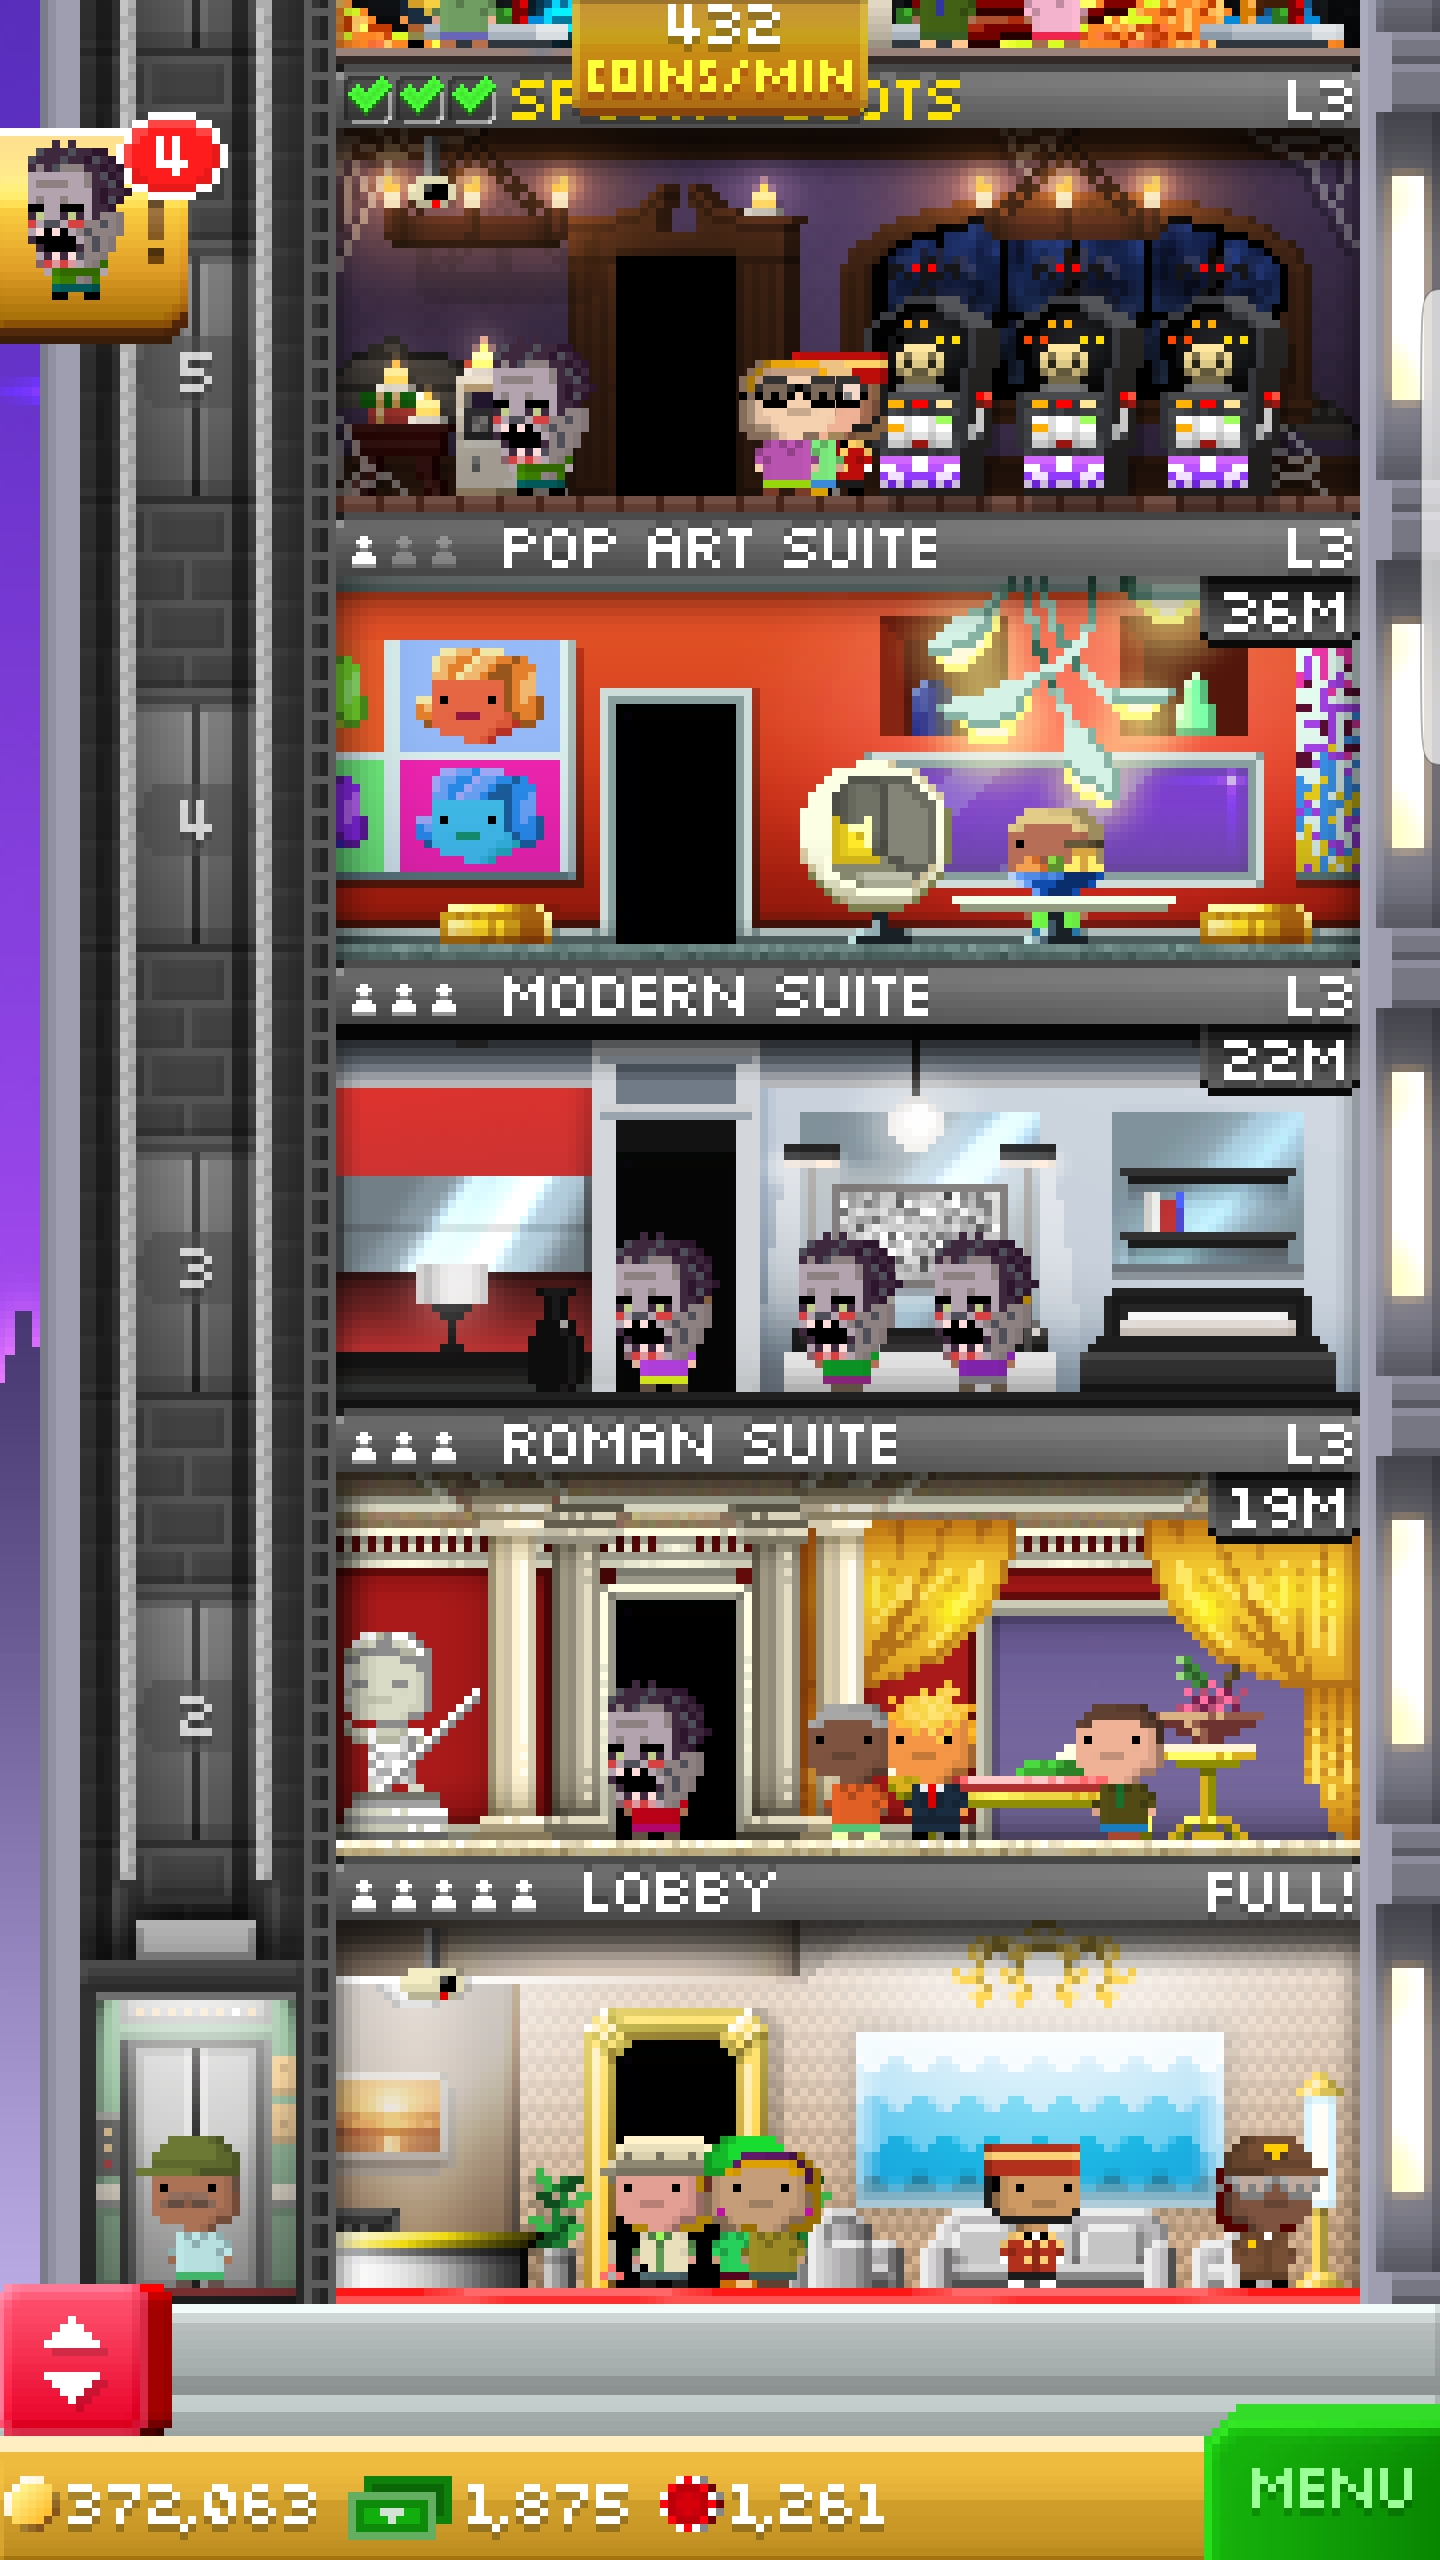 432
COINS/MIN
L3
4
!
5
POP ART SUITE L3
36M
4
MODERN SUITE L3
22M
3
ROMAN SUITE L3
19M
2
LOBBY FULL!
MENU
372,063 1,875 1,261